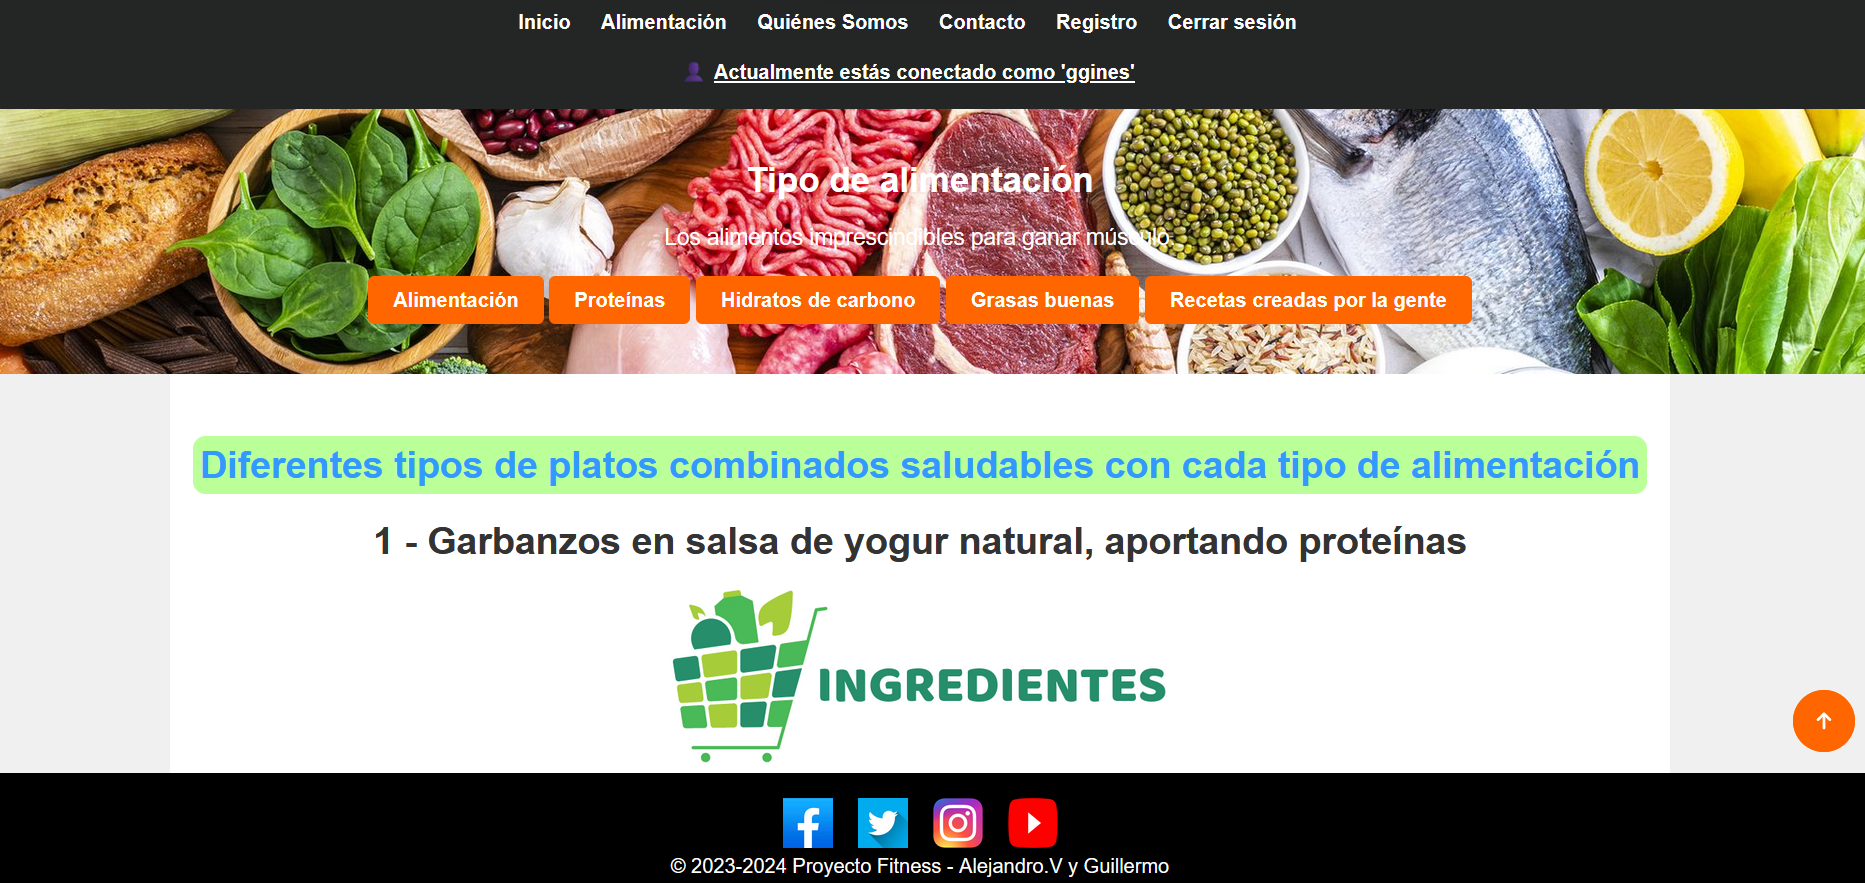 Inicio Alimentación Quiénes Somos Contacto Registro Cerrar sesión
Actualmente estás conectado como 'ggines'
Tipo de alimentación
Los alimentos imprescindibles para ganar músculo
Alimentación Proteínas Hidratos de carbono Grasas buenas Recetas creadas por la gente
Diferentes tipos de platos combinados saludables con cada tipo de alimentación
1 - Garbanzos en salsa de yogur natural, aportando proteínas
INGREDIENTES
© 2023-2024 Proyecto Fitness - Alejandro.V y Guillermo